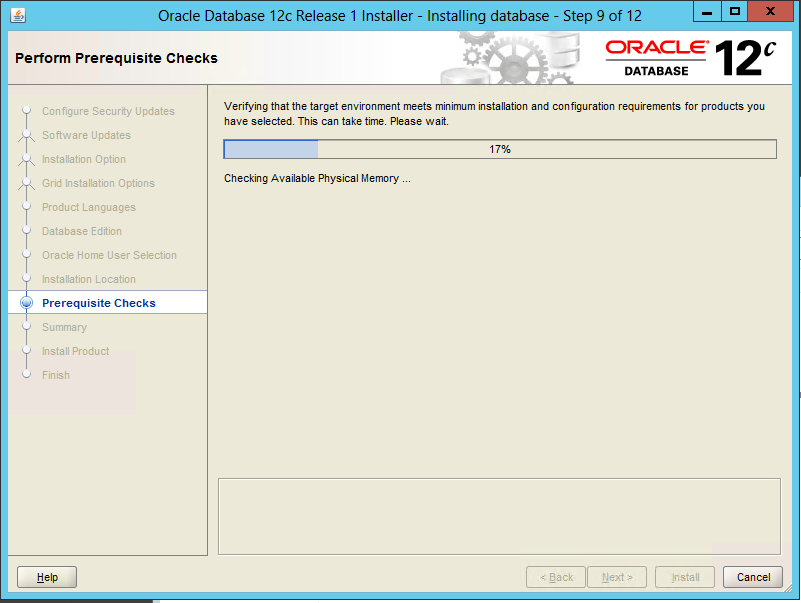 Oracle Database 12c Release 1 Installer - Installing database - Step 9 of 12
Perform Prerequisite Checks
ORACLE®
DATABASE
12c
Configure Security Updates
Software Updates
Installation Option
Grid Installation Options
Product Languages
Database Edition
Oracle Home User Selection
Installation Location
Prerequisite Checks
Summary
Install Product
Finish
Verifying that the target environment meets minimum installation and configuration requirements for products you
have selected. This can take time. Please wait.
17%
Checking Available Physical Memory ...
Help
< Back
Next >
Install
Cancel